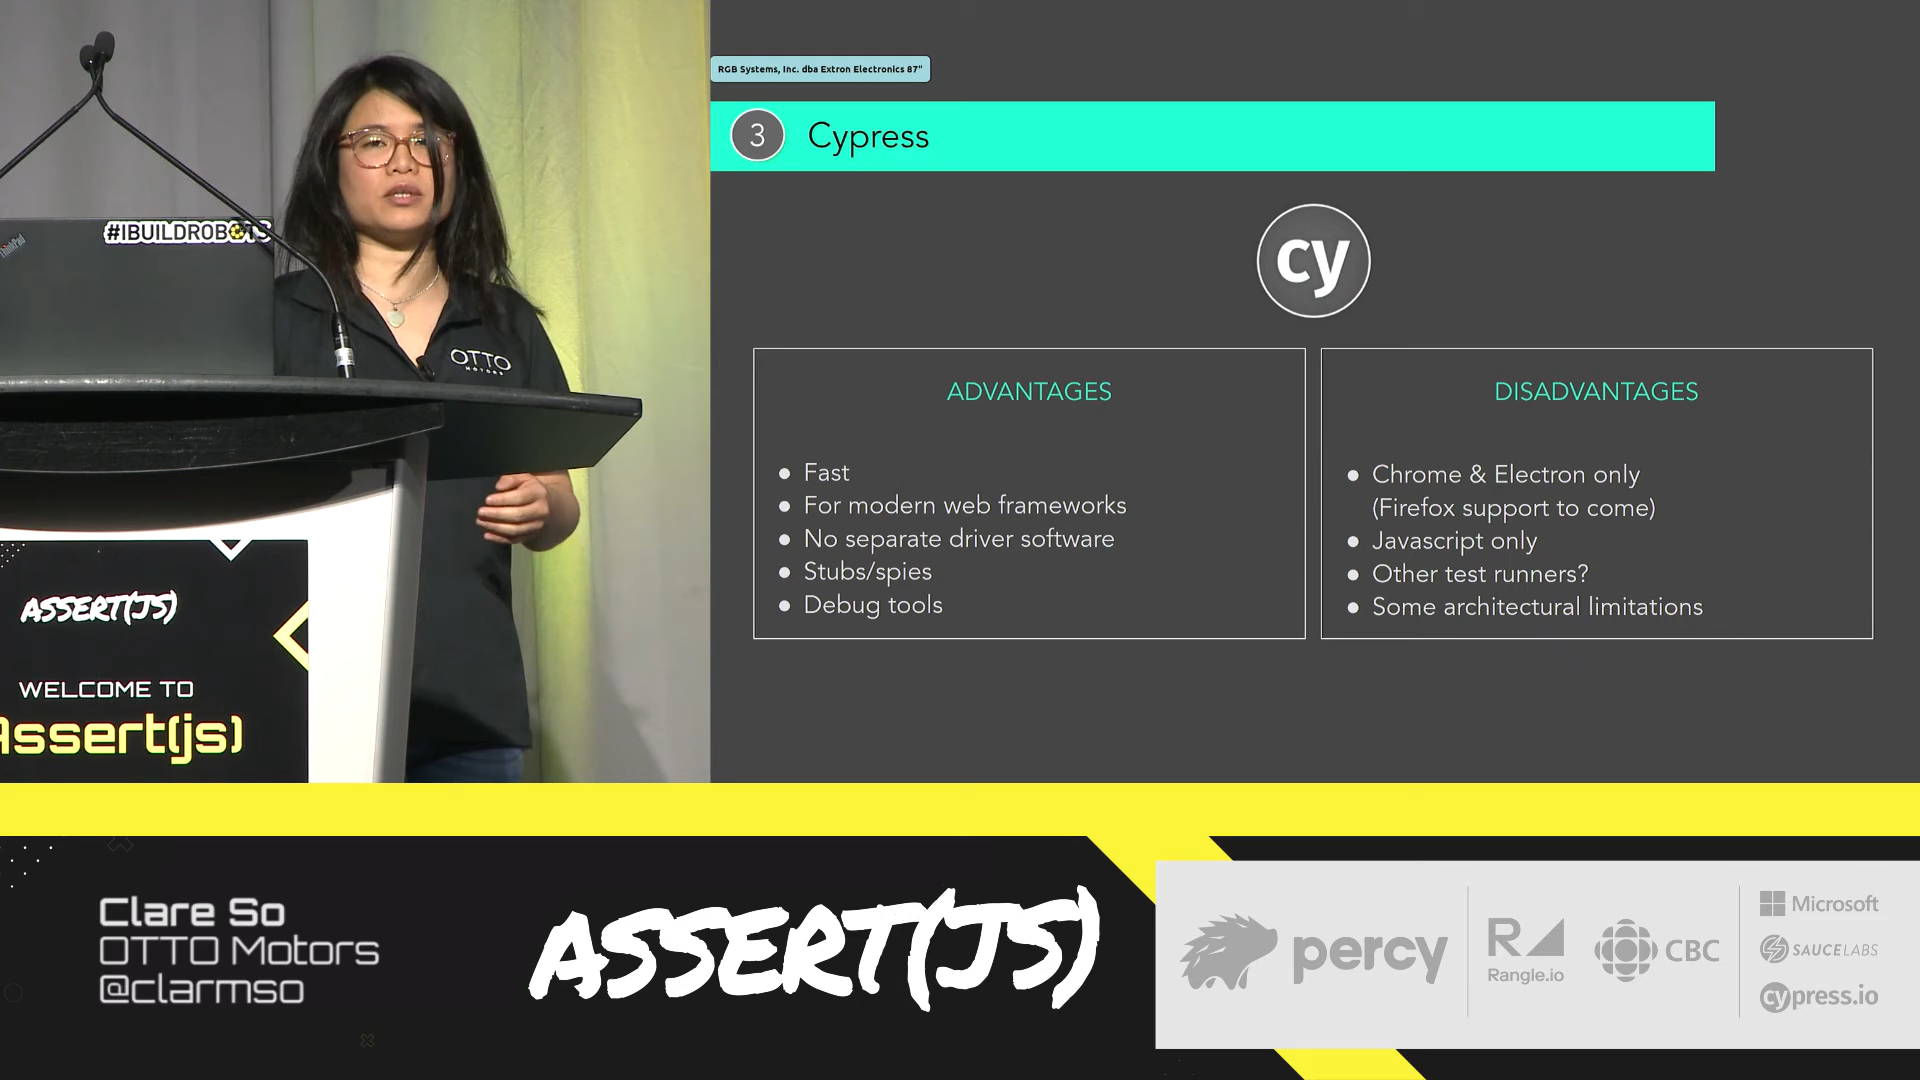 RGB Systems, Inc. dba Extron Electronics 87"
3 Cypress
cy
ADVANTAGES
● Fast
● For modern web frameworks
● No separate driver software
● Stubs/spies
● Debug tools
DISADVANTAGES
● Chrome & Electron only
(Firefox support to come)
● Javascript only
● Other test runners?
● Some architectural limitations
ThinkPad
#IBUILDROBOTS
OTTO
MOTORS
ASSERT(JS)
WELCOME TO
Assert(js)
Clare So
OTTO Motors
@clarmso
ASSERT(JS)
percy
R
Rangle.io
CBC
Microsoft
SAUCELABS
cypress.io